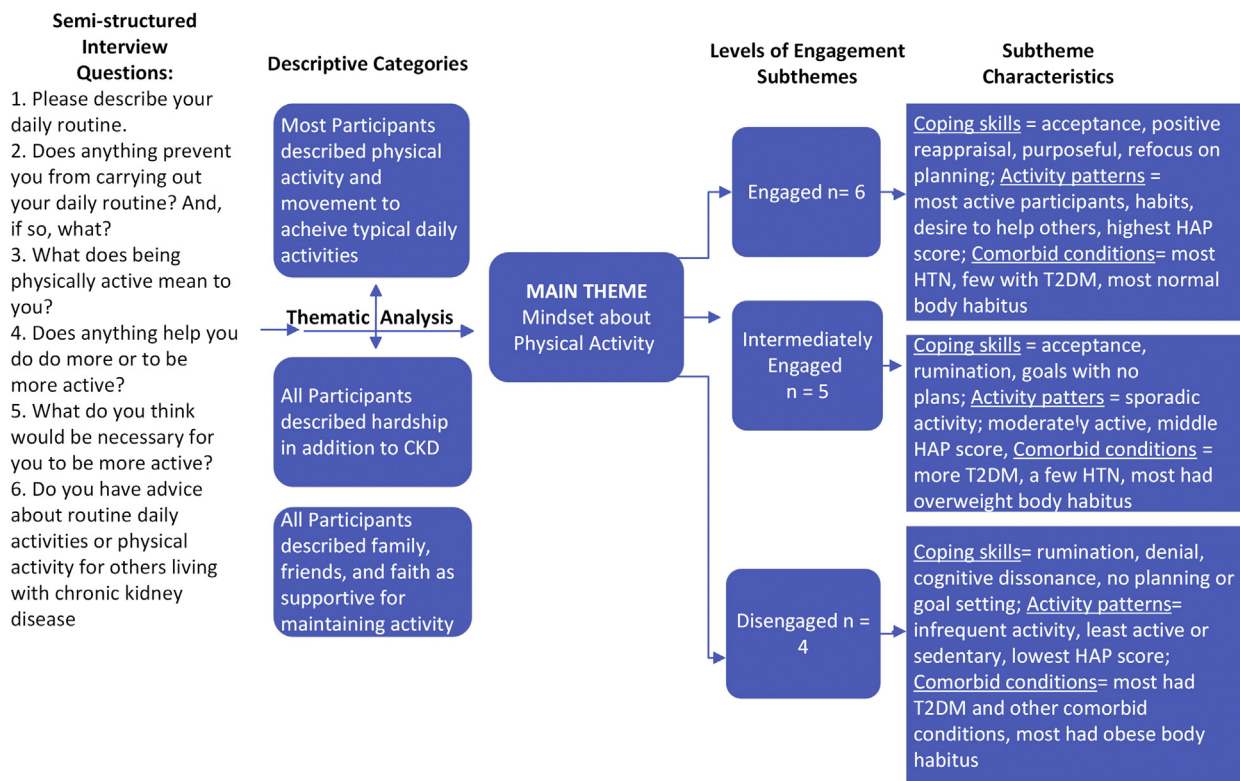 Semi-structured
Interview
Questions:
1. Please describe your
daily routine.
2. Does anything prevent
you from carrying out
your daily routine? And,
if so, what?
3. What does being
physically active mean to
you?
4. Does anything help you
do do more or to be
more active?
5. What do you think
would be necessary for
you to be more active?
6. Do you have advice
about routine daily
activities or physical
activity for others living
with chronic kidney
disease
Descriptive Categories
Most Participants
described physical
activity and
movement to
acheive typical daily
activities
Thematic Analysis
All Participants
described hardship
in addition to CKD
All Participants
described family,
friends, and faith as
supportive for
maintaining activity
MAIN THEME
Mindset about
Physical Activity
Levels of Engagement
Subthemes
Engaged n= 6
Intermediately
Engaged
n = 5
Disengaged n =
4
Subtheme
Characteristics
Coping skills = acceptance, positive
reappraisal, purposeful, refocus on
planning; Activity patterns =
most active participants, habits,
desire to help others, highest HAP
score; Comorbid conditions= most
HTN, few with T2DM, most normal
body habitus
Coping skills = acceptance,
rumination, goals with no
plans; Activity patters = sporadic
activity; moderately active, middle
HAP score, Comorbid conditions =
more T2DM, a few HTN, most had
overweight body habitus
Coping skills= rumination, denial,
cognitive dissonance, no planning or
goal setting; Activity patterns=
infrequent activity, least active or
sedentary, lowest HAP score;
Comorbid conditions= most had
T2DM and other comorbid
conditions, most had obese body
habitus